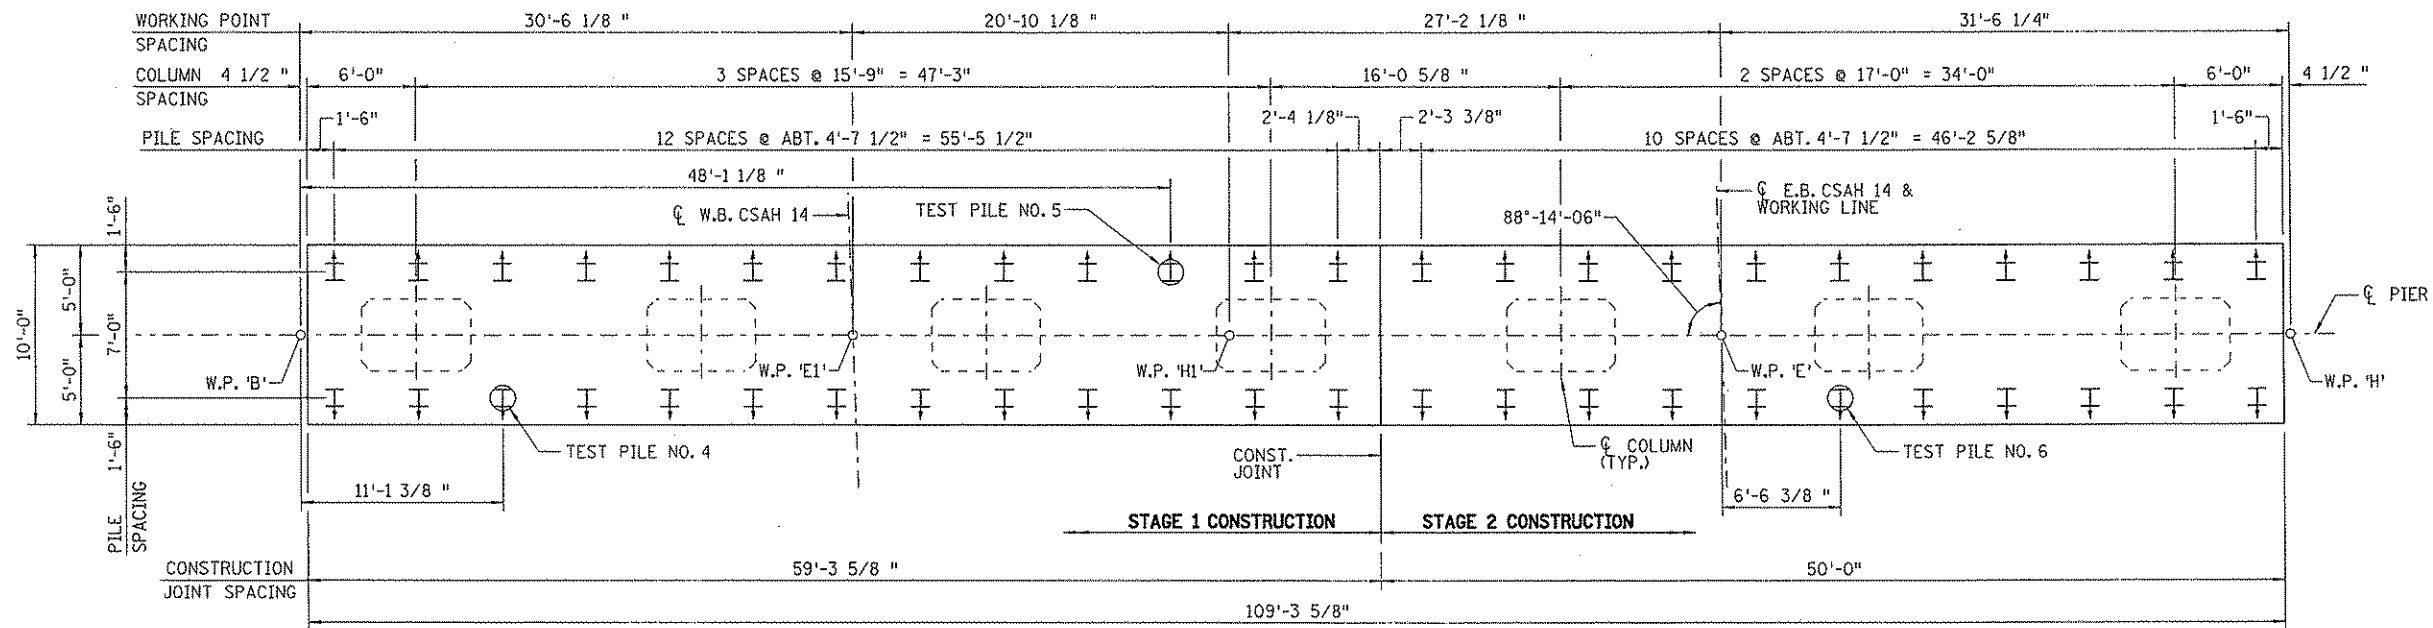 WORKING POINT SPACING
30'-6 1/8 "
20'-10 1/8 "
27'-2 1/8 "
31'-6 1/4"
COLUMN SPACING
4 1/2 "
6'-0"
3 SPACES @ 15'-9" = 47'-3"
16'-0 5/8 "
2 SPACES @ 17'-0" = 34'-0"
6'-0"
4 1/2 "
1'-6"
2'-4 1/8"
2'-3 3/8"
1'-6"
PILE SPACING
12 SPACES @ ABT. 4'-7 1/2" = 55'-5 1/2"
10 SPACES @ ABT. 4'-7 1/2" = 46'-2 5/8"
48'-1 1/8 "
℄ W.B. CSAH 14
TEST PILE NO. 5
88°-14'-06"
℄ E.B. CSAH 14 &
WORKING LINE
1'-6"
10'-0"
5'-0"
5'-0"
7'-0"
1'-6"
PILE
SPACING
℄ PIER
W.P. 'B'
W.P. 'E1'
W.P. 'H1'
W.P. 'E'
W.P. 'H'
TEST PILE NO. 4
CONST.
JOINT
℄ COLUMN
(TYP.)
TEST PILE NO. 6
11'-1 3/8 "
6'-6 3/8 "
STAGE 1 CONSTRUCTION
STAGE 2 CONSTRUCTION
CONSTRUCTION
JOINT SPACING
59'-3 5/8 "
50'-0"
109'-3 5/8"